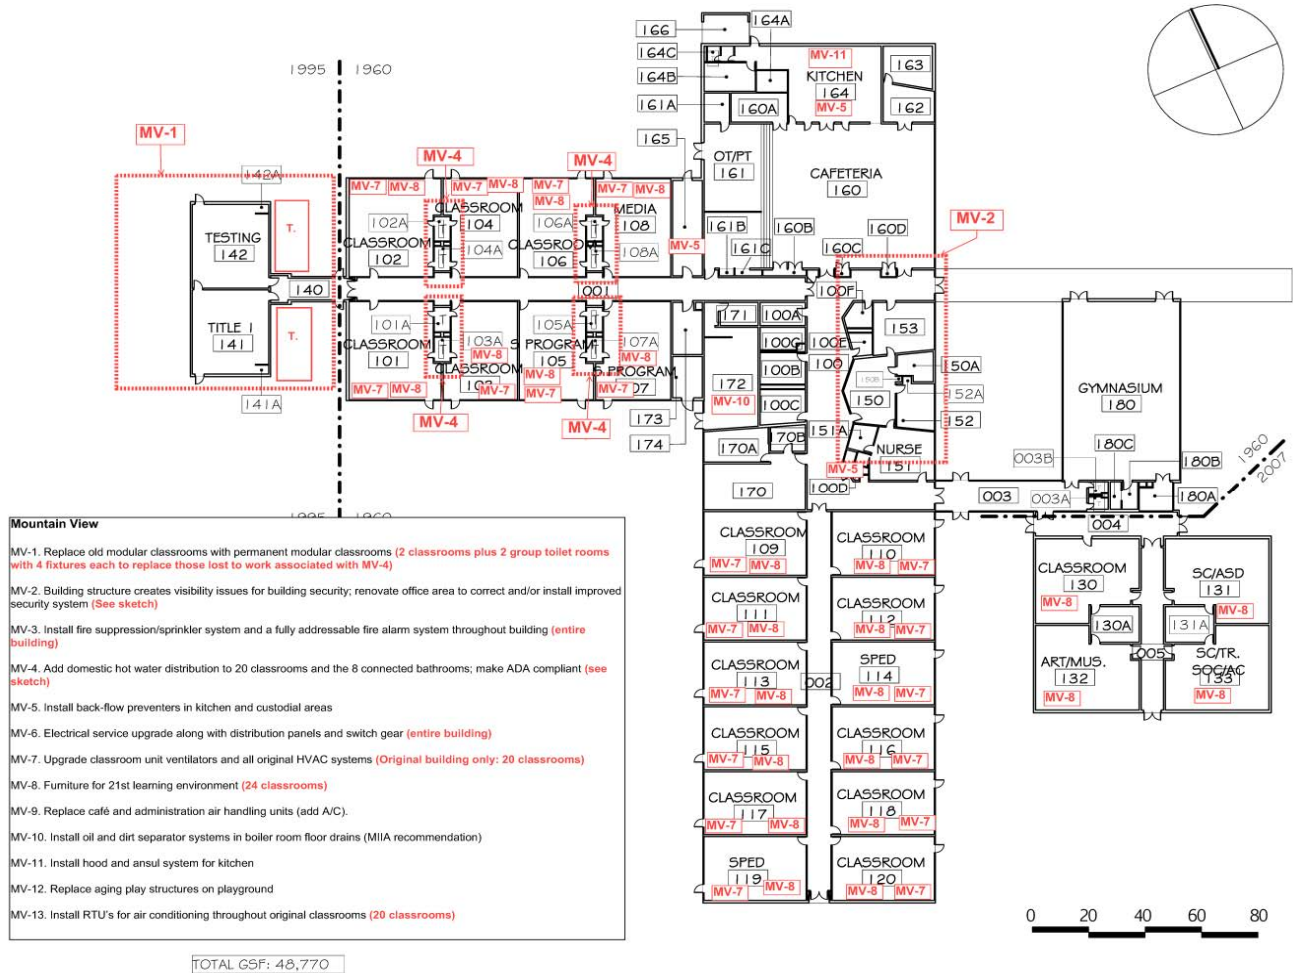 166
164A
164C
MV-11
KITCHEN
164
MV-5
163
164B
162
161A
160A
1995
1960
MV-1
165
OT/PT
161
CAFETERIA
160
MV-4
MV-4
142A
MV-7
MV-8
MV-7
MV-8
MV-7
MV-8
MV-7
MV-8
TESTING
142
T.
102A
CLASSROOM
102
CLASSROOM
104
104A
106A
CLASSROOM
106
MEDIA
108
108A
MV-5
161B
161C
160B
160C
160D
MV-2
140
001
TITLE 1
141
T.
141A
101A
CLASSROOM
101
MV-7
MV-8
103A
MV-8
CLASSROOM
103
MV-7
105A
S PROGRAM
105
MV-8
MV-7
107A
MV-8
S. PROGRAM
107
MV-7
MV-4
MV-4
173
174
171
172
MV-10
100A
100G
100B
100C
100
100F
100E
153
150A
150B
150
152A
152
151A
NURSE
151
MV-5
170A
170B
170
100D
GYMNASIUM
180
180C
180B
180A
003B
003A
003
004
1960
2007
CLASSROOM
109
MV-7
MV-8
CLASSROOM
110
MV-8
MV-7
CLASSROOM
111
MV-7
MV-8
CLASSROOM
112
MV-8
MV-7
CLASSROOM
113
MV-7
MV-8
002
SPED
114
MV-8
MV-7
CLASSROOM
115
MV-7
MV-8
CLASSROOM
116
MV-8
MV-7
CLASSROOM
117
MV-7
MV-8
CLASSROOM
118
MV-8
MV-7
SPED
119
MV-7
MV-8
CLASSROOM
120
MV-8
MV-7
CLASSROOM
130
MV-8
130A
SC/ASD
131
MV-8
131A
005
ART/MUS.
132
MV-8
SC/TR.
SOC/AC
133
MV-8
1995
1960
Mountain View
MV-1. Replace old modular classrooms with permanent modular classrooms (2 classrooms plus 2 group toilet rooms
with 4 fixtures each to replace those lost to work associated with MV-4)
MV-2. Building structure creates visibility issues for building security; renovate office area to correct and/or install improved
security system (See sketch)
MV-3. Install fire suppression/sprinkler system and a fully addressable fire alarm system throughout building (entire
building)
MV-4. Add domestic hot water distribution to 20 classrooms and the 8 connected bathrooms; make ADA compliant (see
sketch)
MV-5. Install back-flow preventers in kitchen and custodial areas
MV-6. Electrical service upgrade along with distribution panels and switch gear (entire building)
MV-7. Upgrade classroom unit ventilators and all original HVAC systems (Original building only: 20 classrooms)
MV-8. Furniture for 21st learning environment (24 classrooms)
MV-9. Replace café and administration air handling units (add A/C).
MV-10. Install oil and dirt separator systems in boiler room floor drains (MIIA recommendation)
MV-11. Install hood and ansul system for kitchen
MV-12. Replace aging play structures on playground
MV-13. Install RTU's for air conditioning throughout original classrooms (20 classrooms)
0 20 40 60 80
TOTAL GSF: 48,770